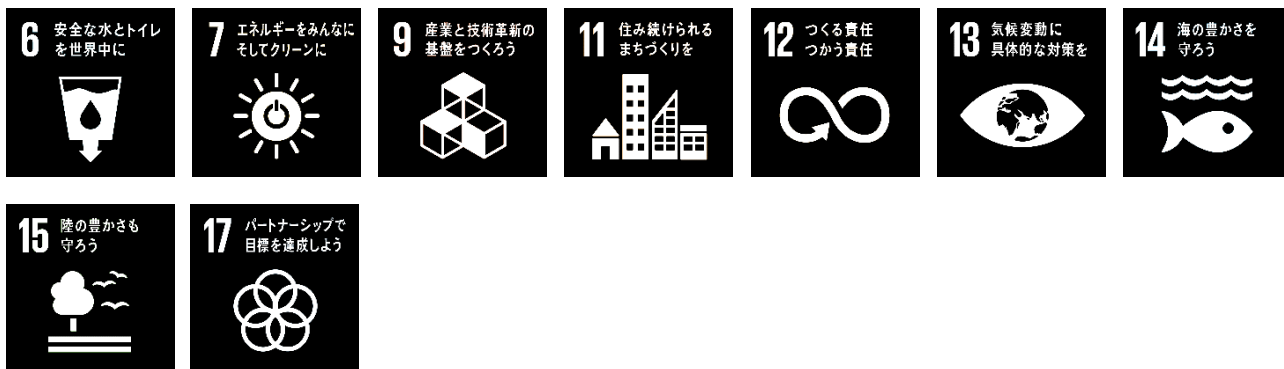 6 安全な水とトイレ
を世界中に
7 エネルギーをみんなに
そしてクリーンに
9 産業と技術革新の
基盤をつくろう
11 住み続けられる
まちづくりを
12 つくる責任
つかう責任
13 気候変動に
具体的な対策を
14 海の豊かさを
守ろう
15 陸の豊かさも
守ろう
17 パートナーシップで
目標を達成しよう